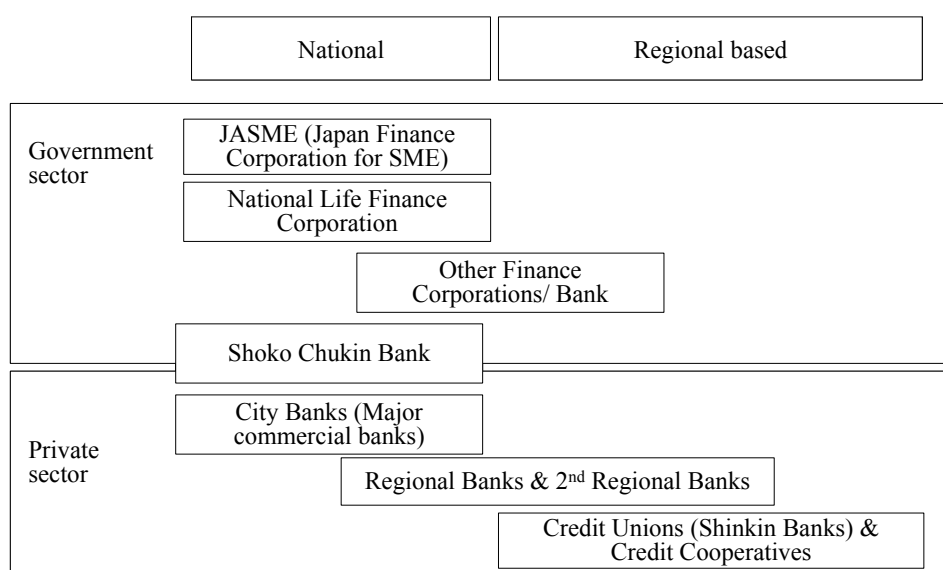 National
Regional based
Government
sector
JASME (Japan Finance
Corporation for SME)
National Life Finance
Corporation
Other Finance
Corporations/ Bank
Shoko Chukin Bank
Private
sector
City Banks (Major
commercial banks)
Regional Banks & 2nd Regional Banks
Credit Unions (Shinkin Banks) &
Credit Cooperatives